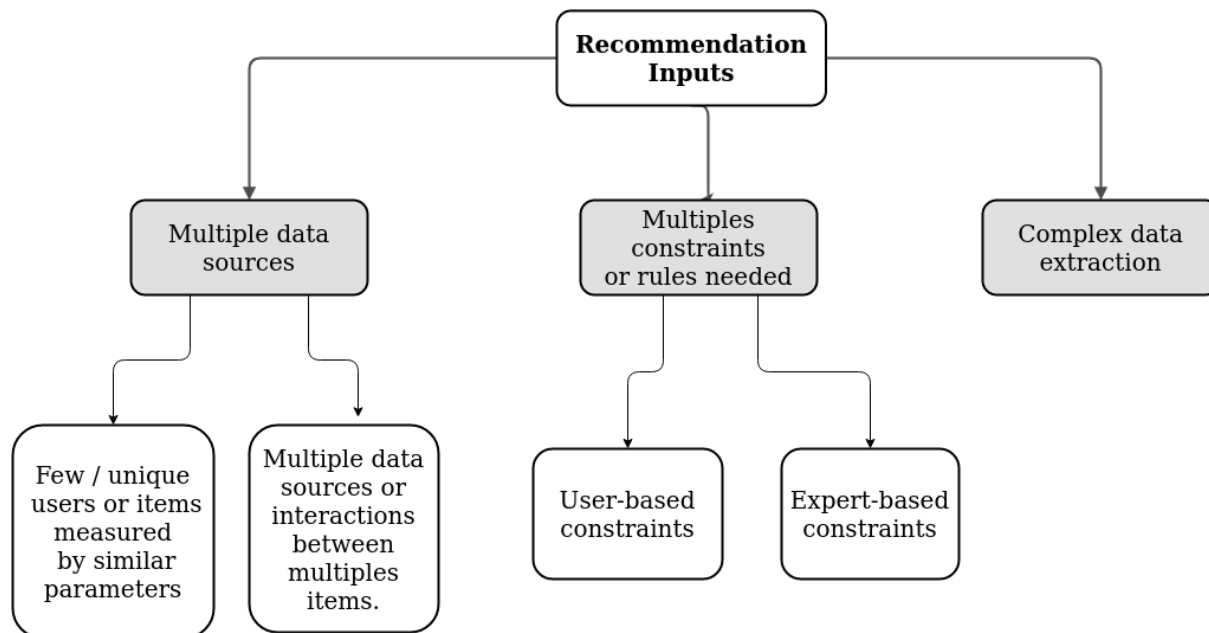 Recommendation
Inputs
Multiple data
sources
Multiples
constraints
or rules needed
Complex data
extraction
Few / unique
users or items
measured
by similar
parameters
Multiple data
sources or
interactions
between
multiples
items.
User-based
constraints
Expert-based
constraints